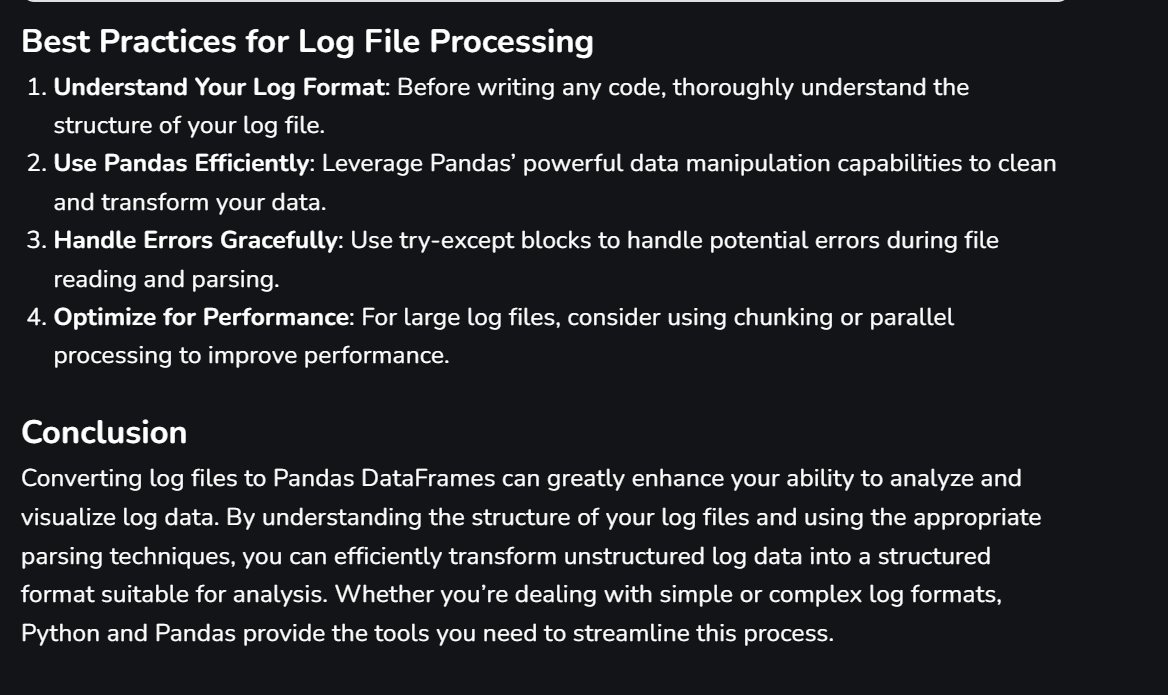 Best Practices for Log File Processing
1. Understand Your Log Format: Before writing any code, thoroughly understand the
structure of your log file.
2. Use Pandas Efficiently: Leverage Pandas’ powerful data manipulation capabilities to clean
and transform your data.
3. Handle Errors Gracefully: Use try-except blocks to handle potential errors during file
reading and parsing.
4. Optimize for Performance: For large log files, consider using chunking or parallel
processing to improve performance.
Conclusion
Converting log files to Pandas DataFrames can greatly enhance your ability to analyze and
visualize log data. By understanding the structure of your log files and using the appropriate
parsing techniques, you can efficiently transform unstructured log data into a structured
format suitable for analysis. Whether you’re dealing with simple or complex log formats,
Python and Pandas provide the tools you need to streamline this process.